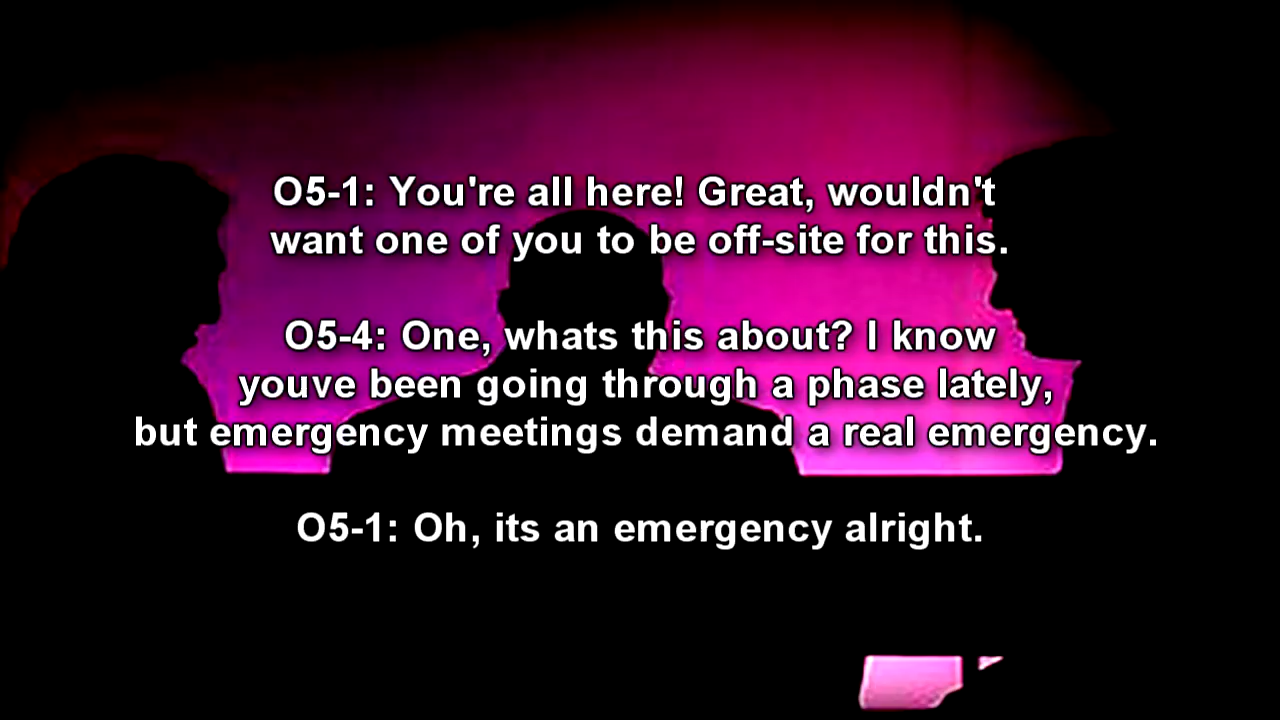 O5-1: You're all here! Great, wouldn't
want one of you to be off-site for this.
O5-4: One, whats this about? I know
youve been going through a phase lately,
but emergency meetings demand a real emergency.
O5-1: Oh, its an emergency alright.